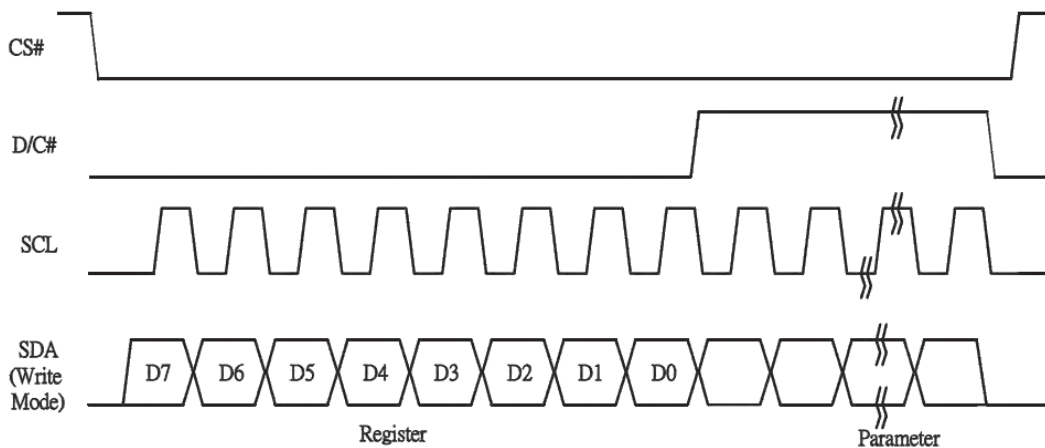 CS#
D/C#
SCL
SDA
(Write
Mode)
D7 D6 D5 D4 D3 D2 D1 D0
Register Parameter